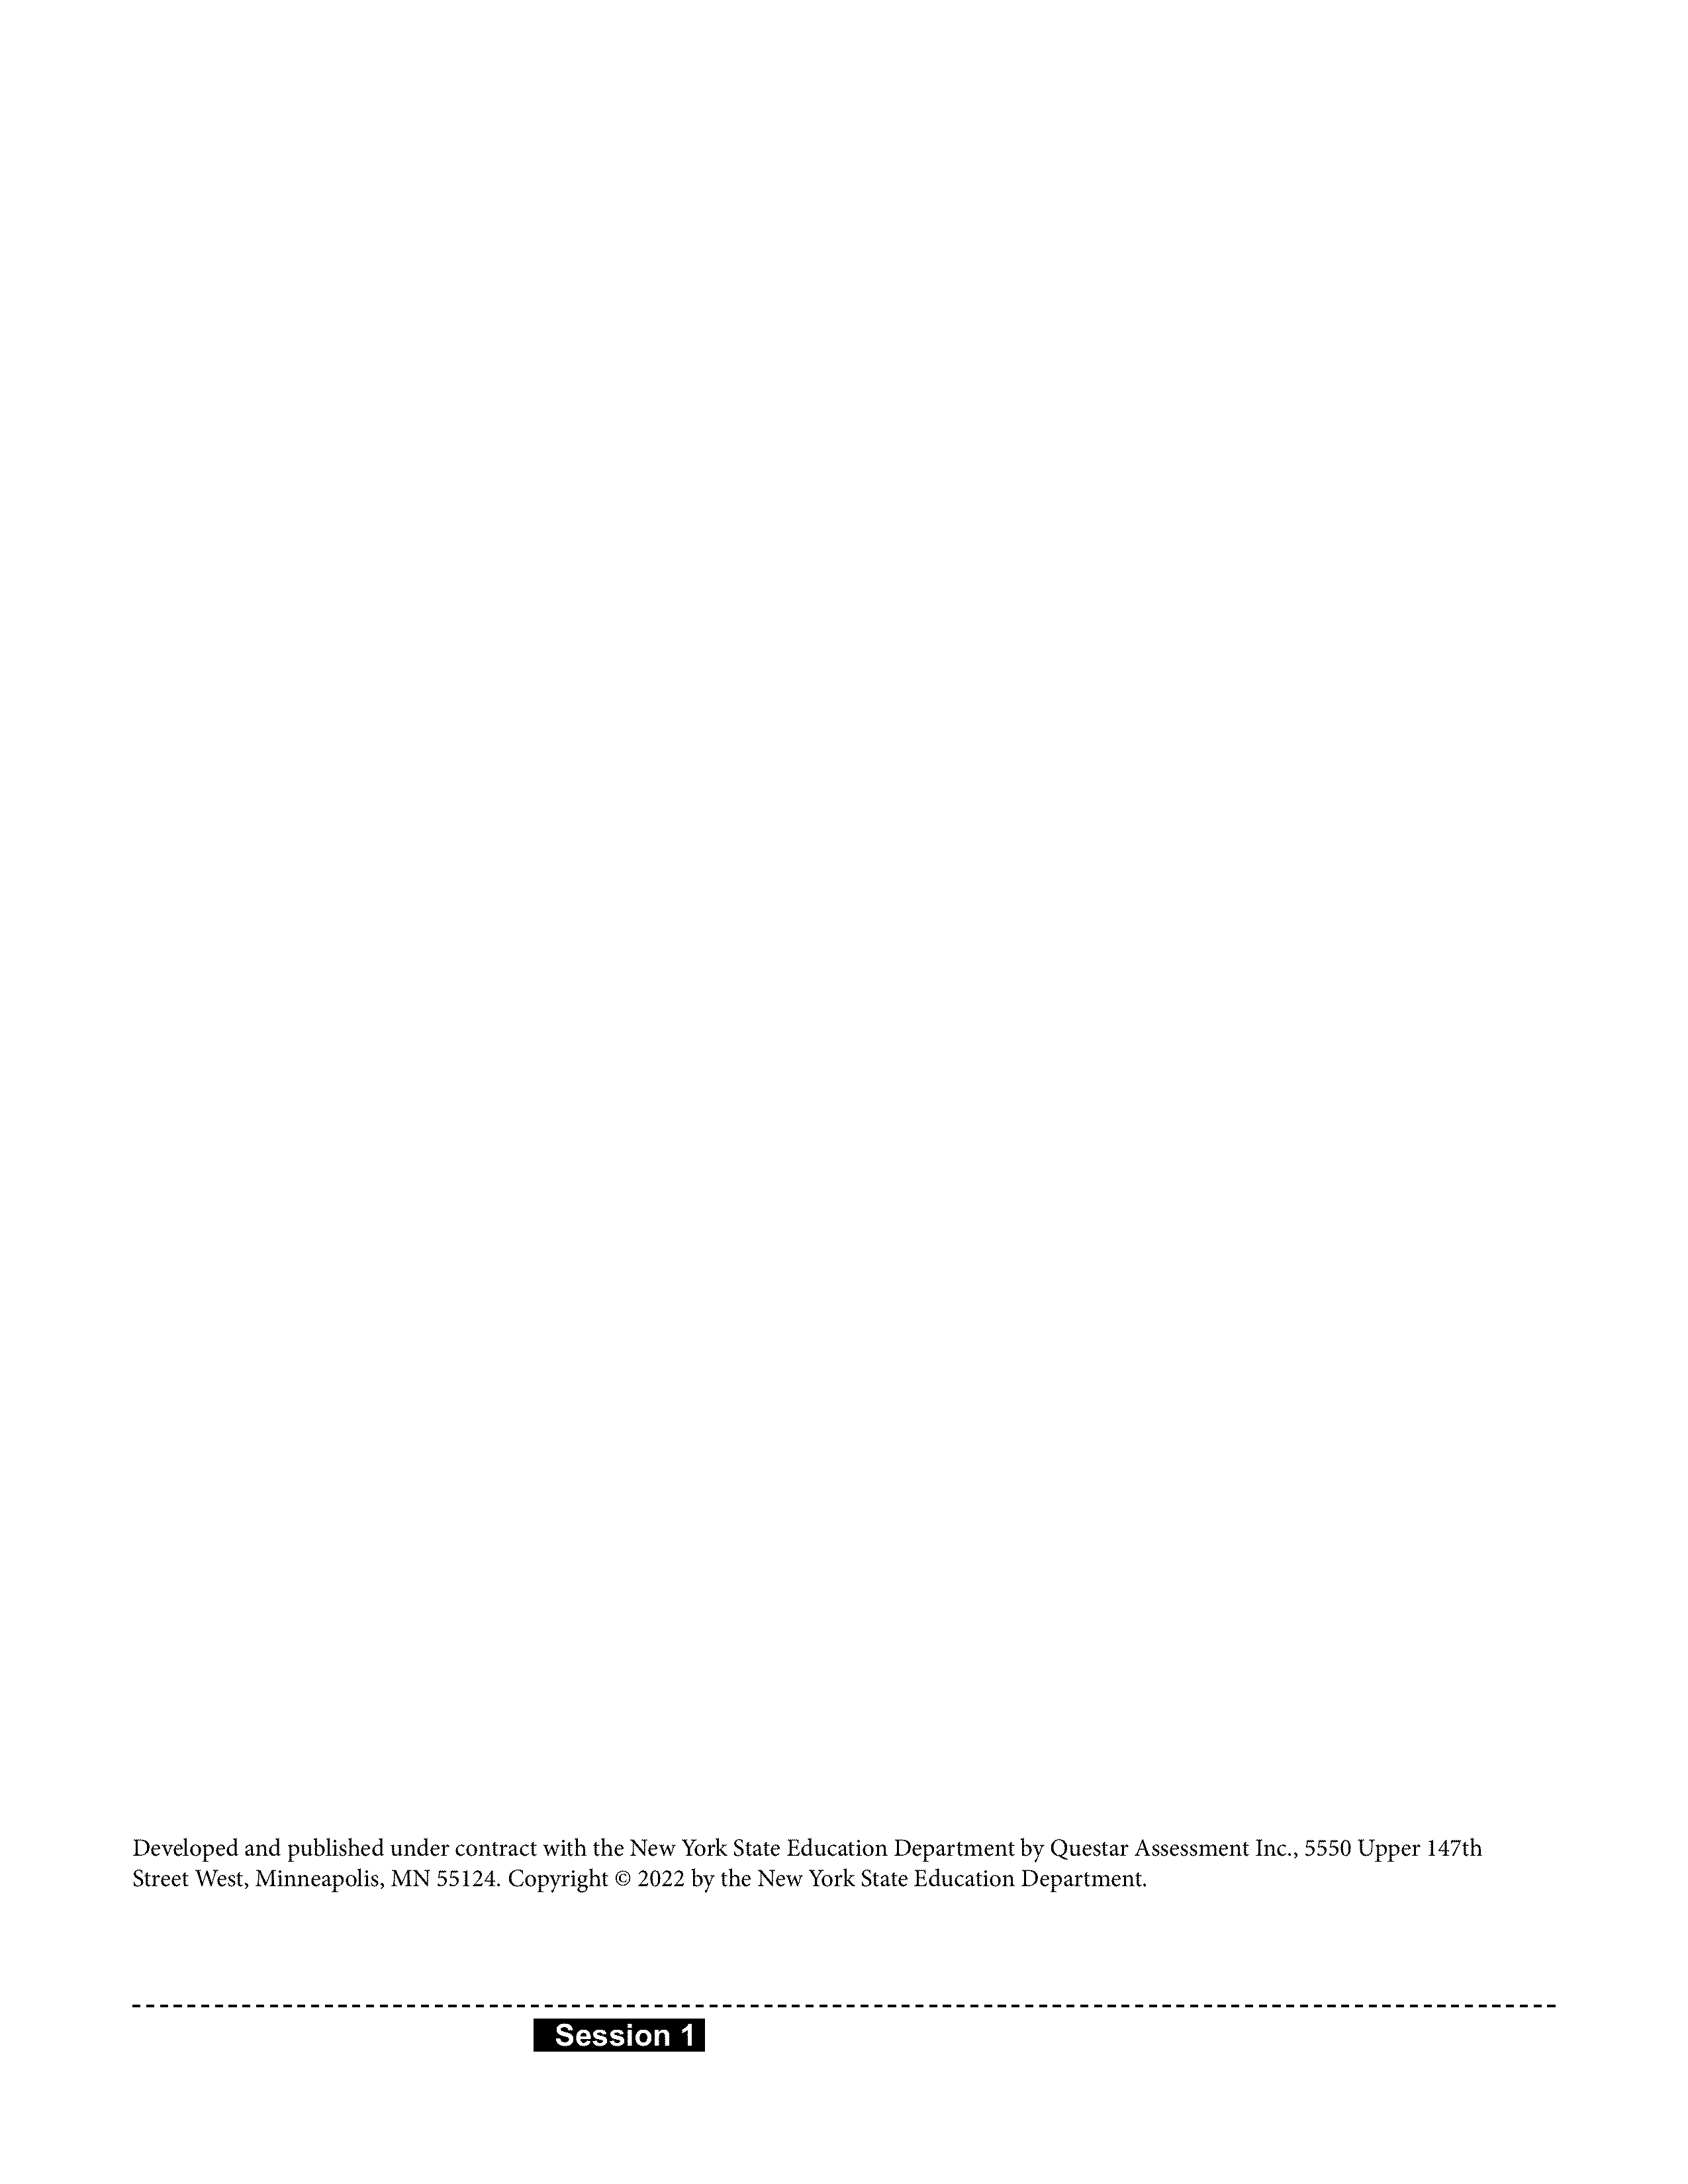 Developed and published under contract with the New York State Education Department by Questar Assessment Inc., 5550 Upper 147th
Street West, Minneapolis, MN 55124. Copyright © 2022 by the New York State Education Department.
Session 1